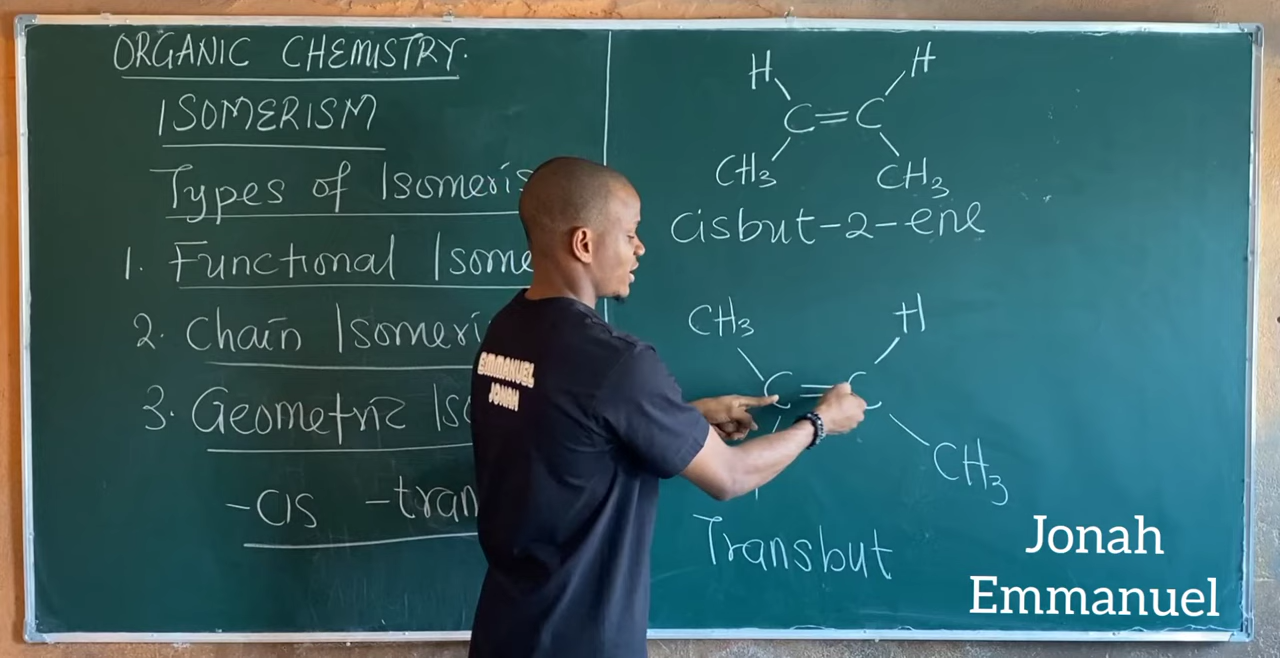 ORGANIC CHEMISTRY.
ISOMERISM
Types of Isomeris
1. Functional Isome
2. Chain Isomeri
3. Geometric Iso
-cis -tran
H H
C=C
CH3 CH3
cisbut-2-ene
CH3 H
C=C
CH3
Transbut
EMMANUEL
JONAH
Jonah
Emmanuel